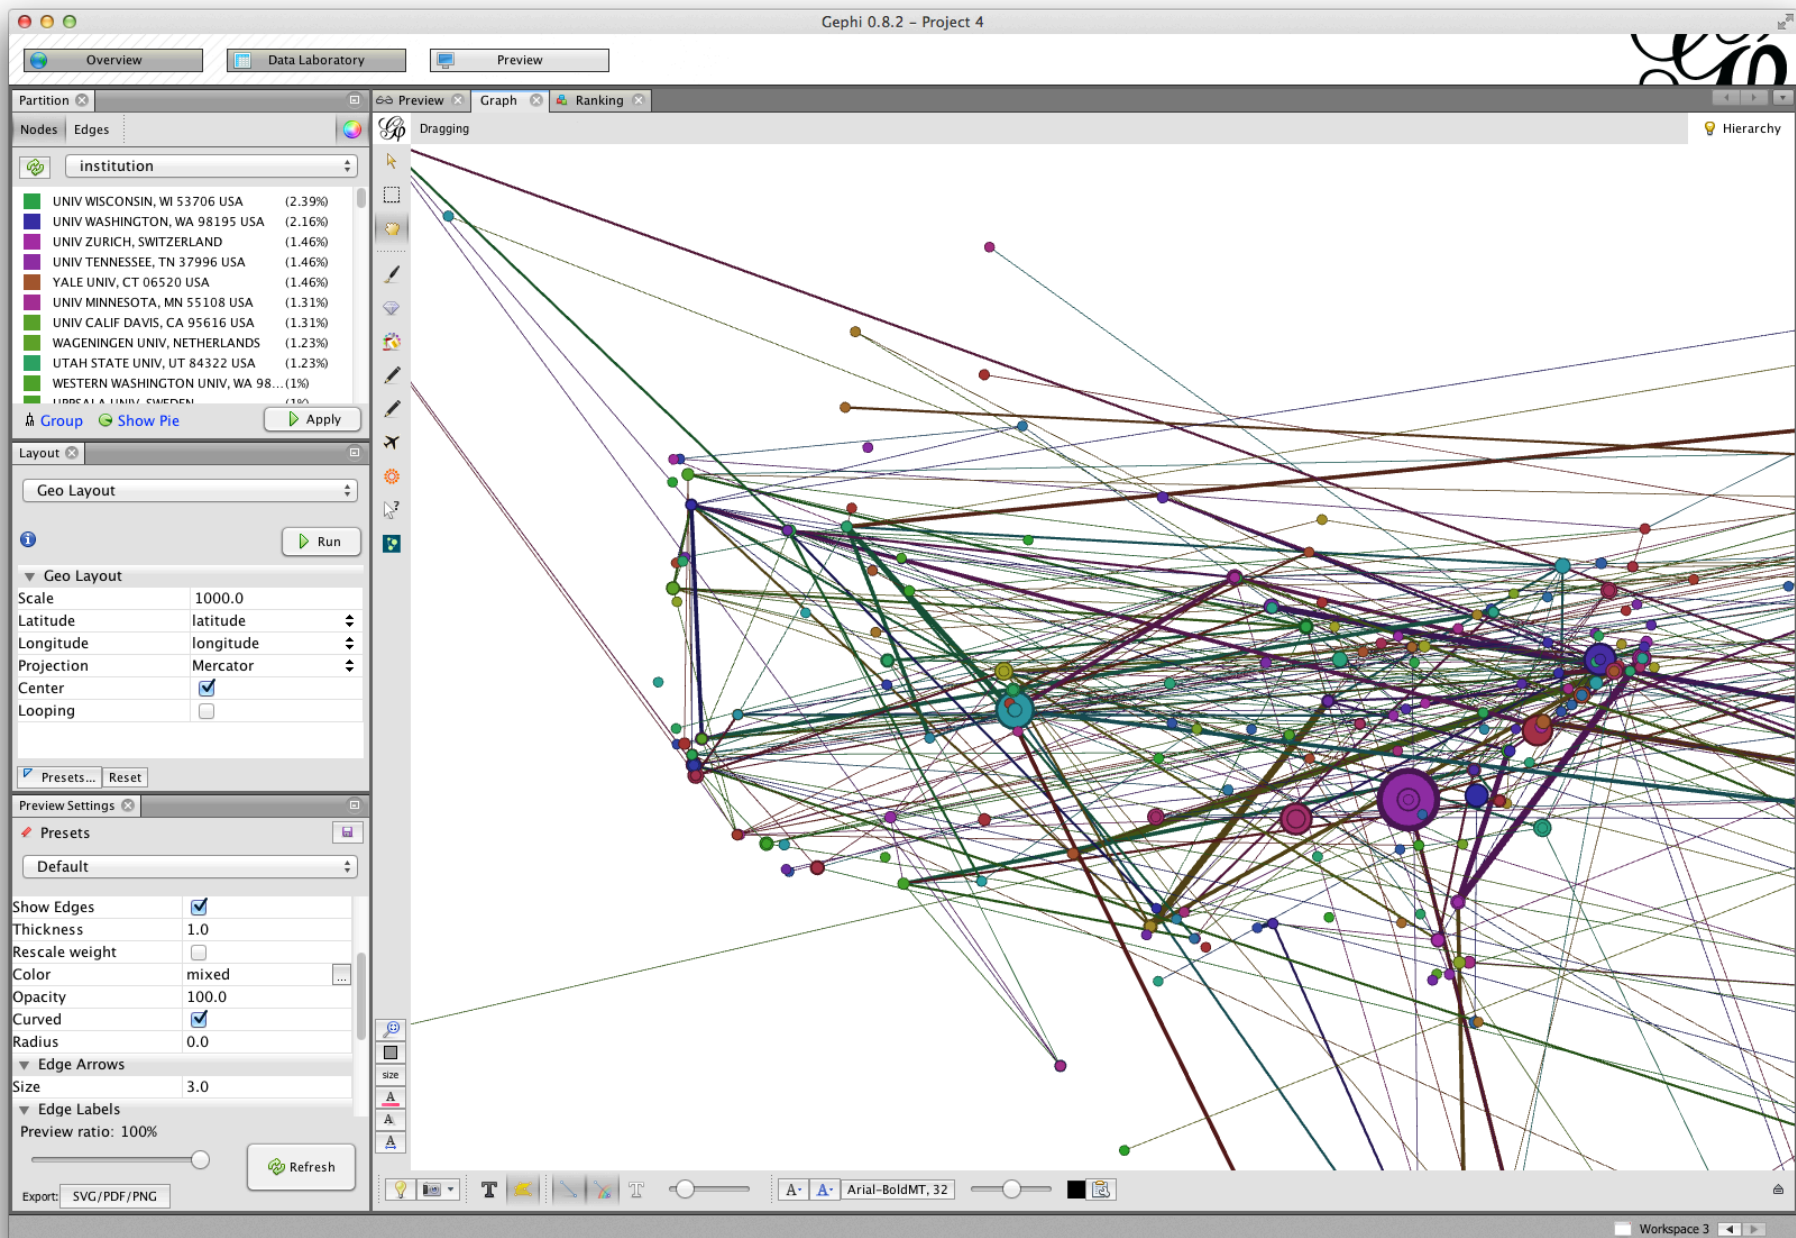 Gephi 0.8.2 – Project 4
Overview
Data Laboratory
Preview
Partition
Nodes Edges
institution
UNIV WISCONSIN, WI 53706 USA (2.39%)
UNIV WASHINGTON, WA 98195 USA (2.16%)
UNIV ZURICH, SWITZERLAND (1.46%)
UNIV TENNESSEE, TN 37996 USA (1.46%)
YALE UNIV, CT 06520 USA (1.46%)
UNIV MINNESOTA, MN 55108 USA (1.31%)
UNIV CALIF DAVIS, CA 95616 USA (1.31%)
WAGENINGEN UNIV, NETHERLANDS (1.23%)
UTAH STATE UNIV, UT 84322 USA (1.23%)
WESTERN WASHINGTON UNIV, WA 98...(1%)
UPPSALA UNIV, SWEDEN (1%)
Group Show Pie Apply
Layout
Geo Layout
Run
Geo Layout
Scale 1000.0
Latitude latitude
Longitude longitude
Projection Mercator
Center
Looping
Presets... Reset
Preview Settings
Presets
Default
Show Edges
Thickness 1.0
Rescale weight
Color mixed ...
Opacity 100.0
Curved
Radius 0.0
Edge Arrows
Size 3.0
Edge Labels
Preview ratio: 100%
Refresh
Export: SVG/PDF/PNG
Preview Graph Ranking
Dragging
Hierarchy
size
A
A
A
T T A- A- Arial-BoldMT, 32
Workspace 3